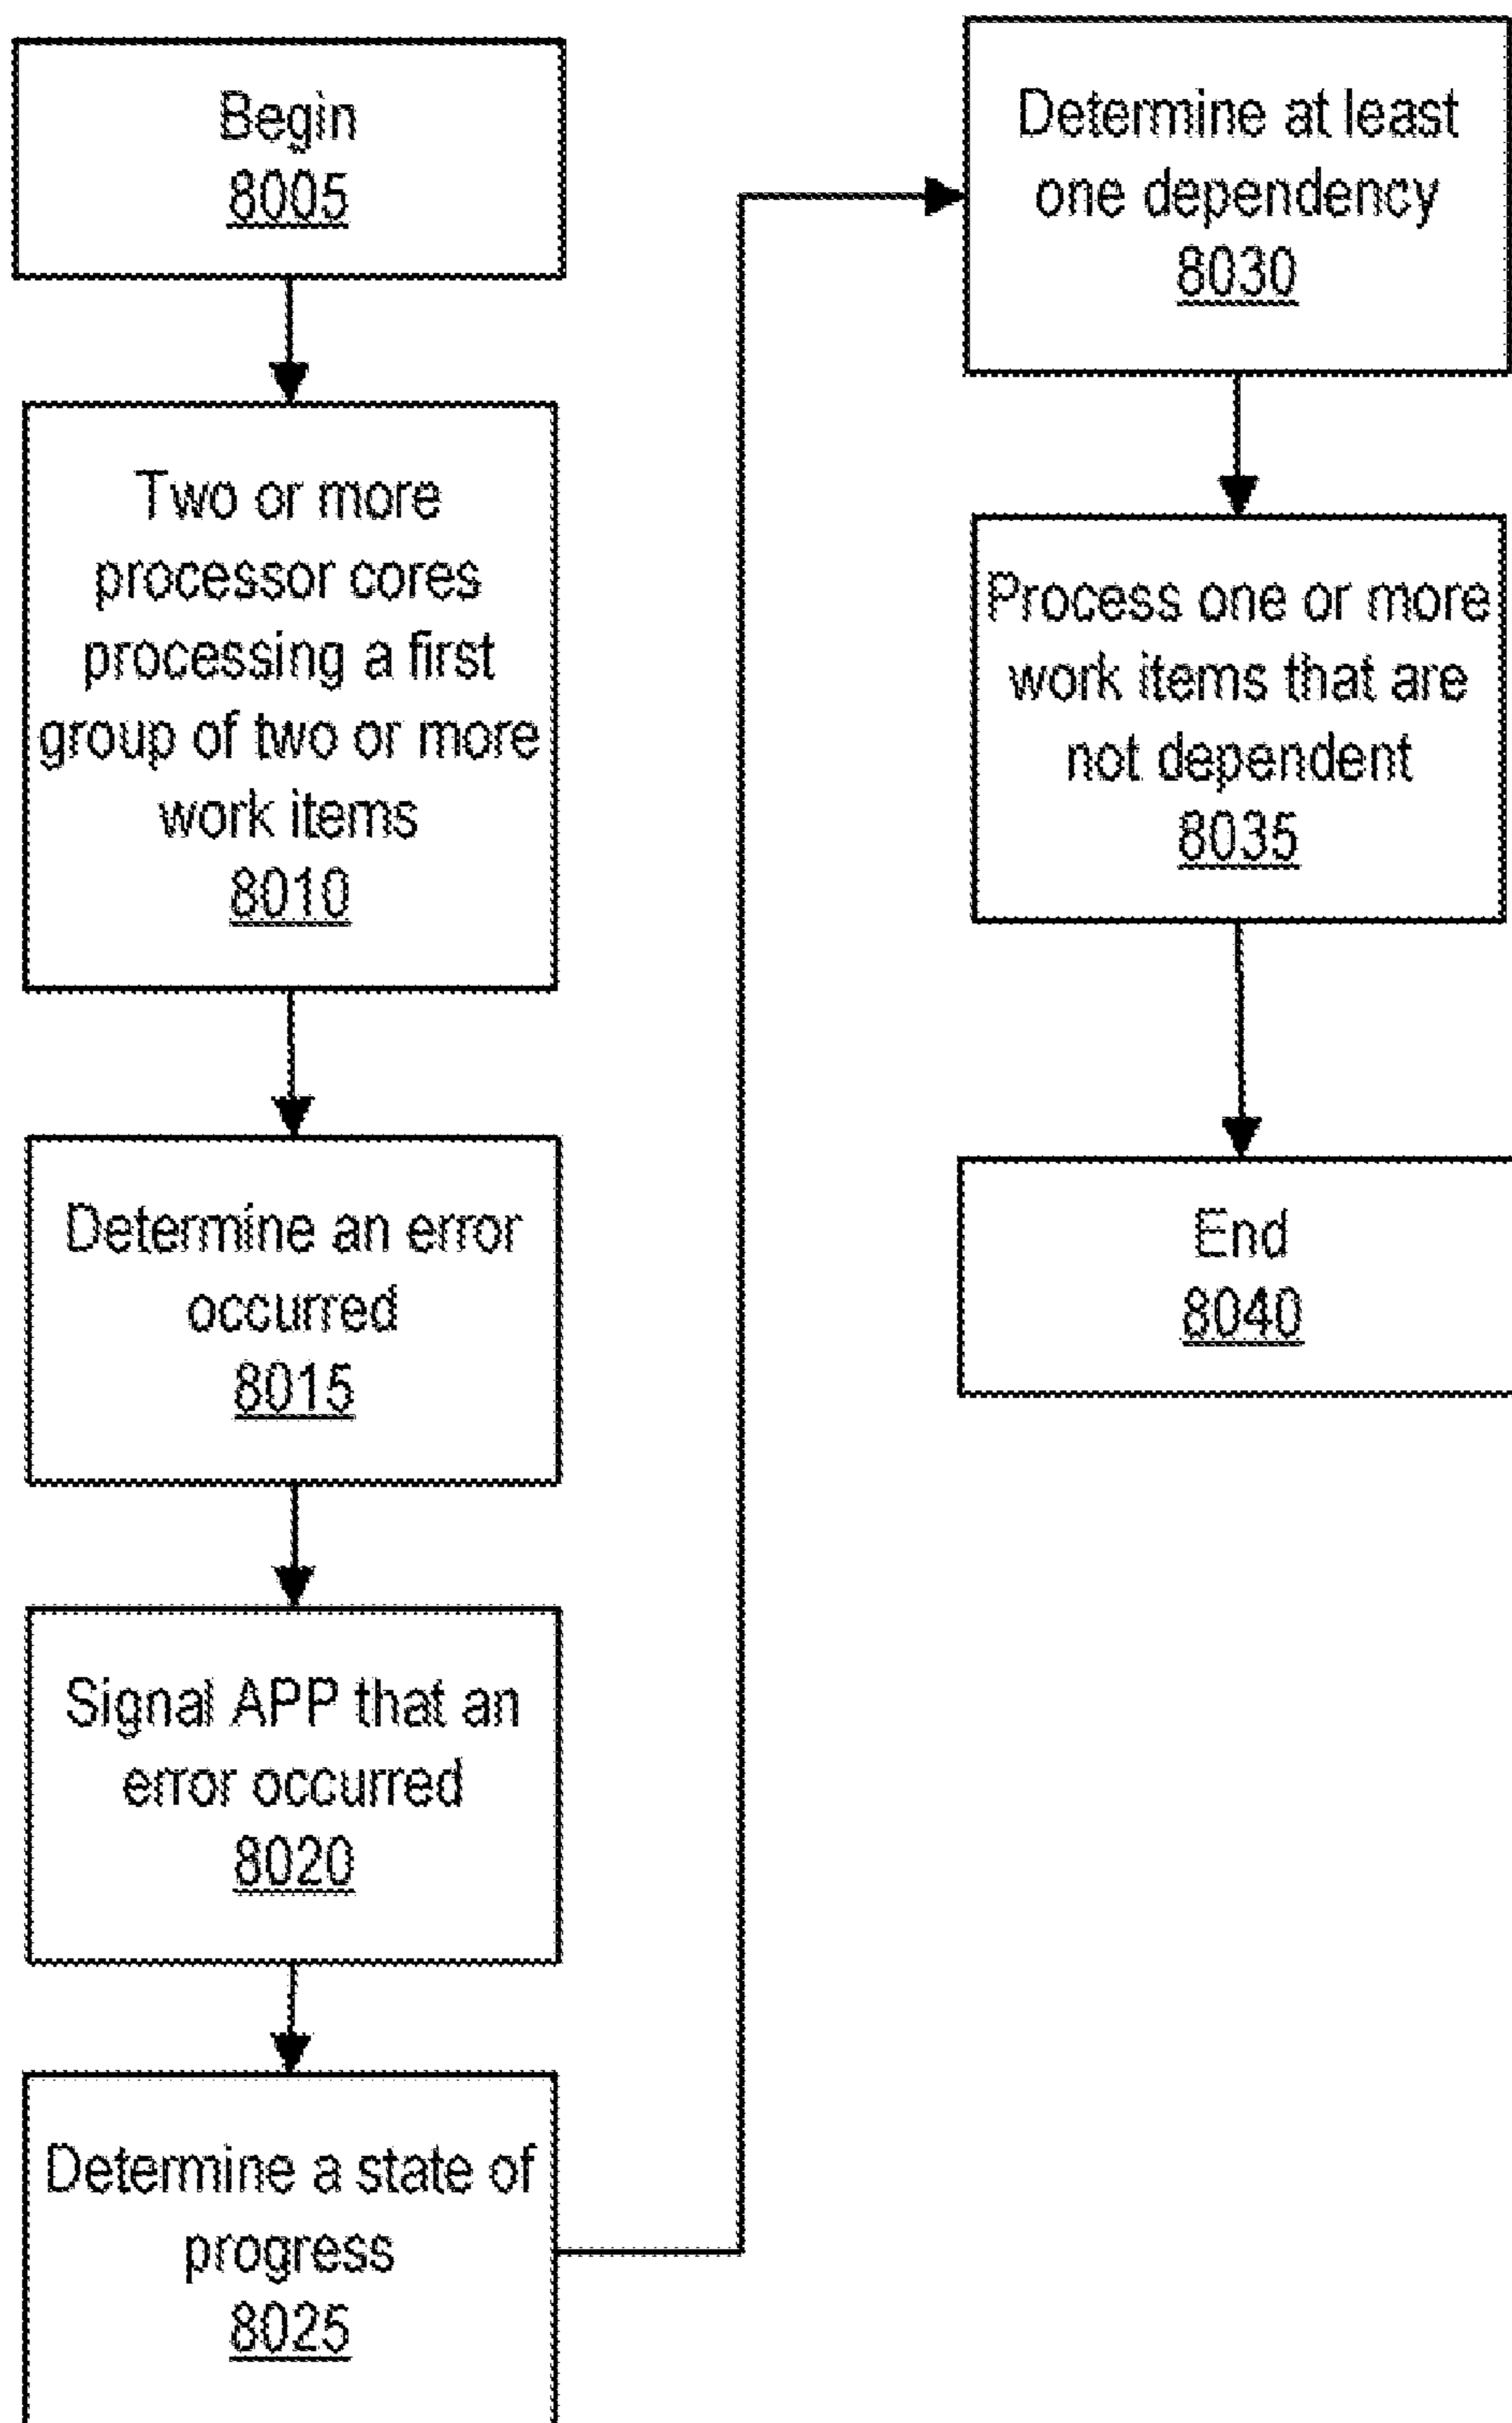 Begin
8005
Two or more
processor cores
processing a first
group of two or more
work items
8010
Determine an error
occurred
8015
Signal APP that an
error occurred
8020
Determine a state of
progress
8025
Determine at least
one dependency
8030
Process one or more
work items that are
not dependent
8035
End
8040